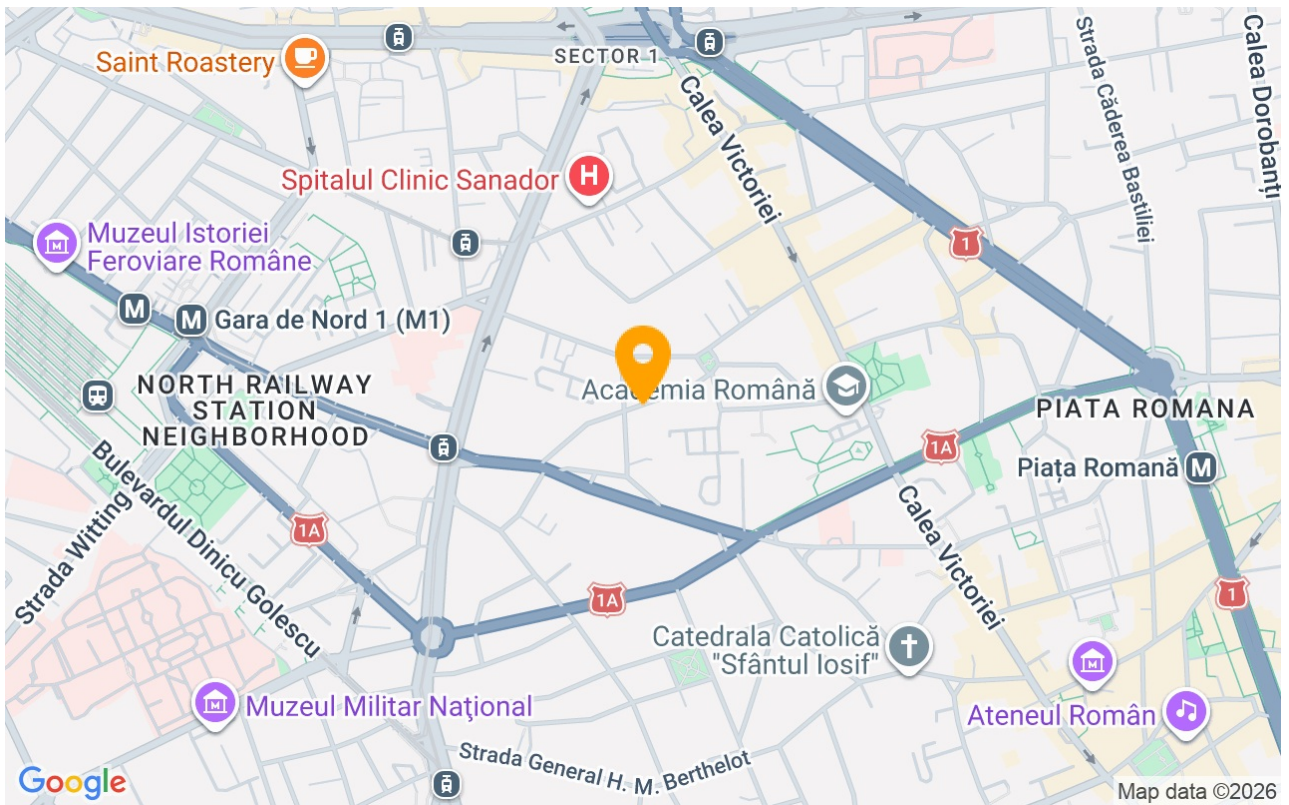 Saint Roastery
SECTOR 1
Strada Căderea Bastiliei
Calea Dorobanți
Calea Victoriei
Spitalul Clinic Sanador
H
Muzeul Istoriei
Feroviare Române
1
M
M
Gara de Nord 1 (M1)
NORTH RAILWAY
STATION
NEIGHBORHOOD
Academia Română
PIATA ROMANA
1A
Piața Română
M
Bulevardul Dinicu Golescu
Strada Witting
1A
Calea Victoriei
1A
1
Catedrala Catolică
"Sfântul Iosif"
Muzeul Militar Naţional
Ateneul Român
Strada General H. M. Berthelot
Google
Map data ©2026